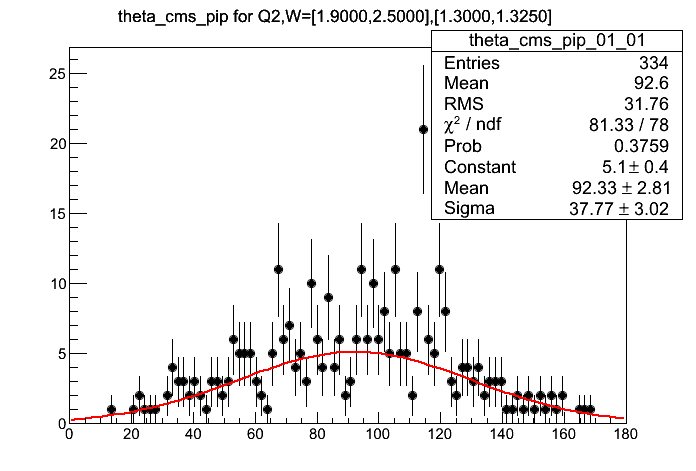 theta_cms_pip for Q2,W=[1.9000,2.5000],[1.3000,1.3250]
theta_cms_pip_01_01
Entries 334
Mean 92.6
RMS 31.76
χ² / ndf 81.33 / 78
Prob 0.3759
Constant 5.1 ± 0.4
Mean 92.33 ± 2.81
Sigma 37.77 ± 3.02
25
20
15
10
5
0
0 20 40 60 80 100 120 140 160 180